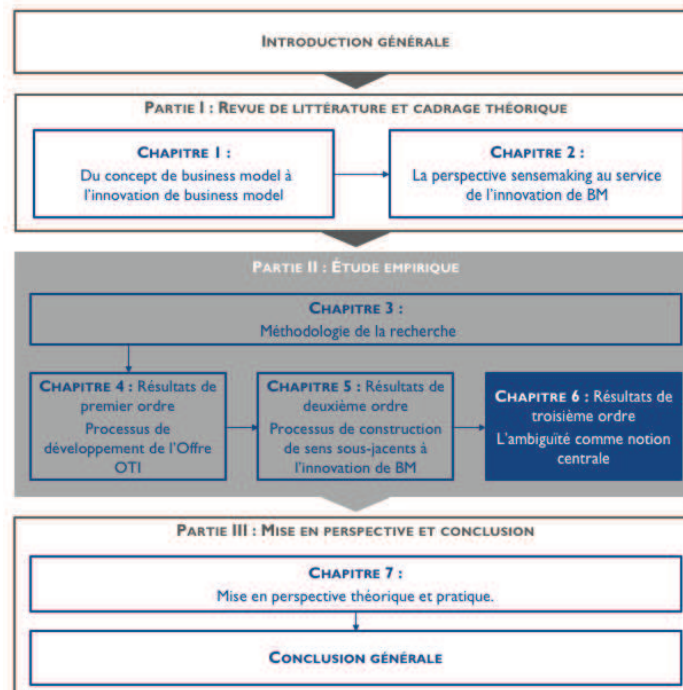 INTRODUCTION GÉNÉRALE
PARTIE I : REVUE DE LITTÉRATURE ET CADRAGE THÉORIQUE
CHAPITRE I :
Du concept de business model à
l'innovation de business model
CHAPITRE 2 :
La perspective sensemaking au service
de l'innovation de BM
PARTIE II : ÉTUDE EMPIRIQUE
CHAPITRE 3 :
Méthodologie de la recherche
CHAPITRE 4 : Résultats de
premier ordre
Processus de
développement de l'Offre
OTI
CHAPITRE 5 : Résultats de
deuxième ordre
Processus de construction
de sens sous-jacents à
l'innovation de BM
CHAPITRE 6 : Résultats de
troisième ordre
L'ambiguïté comme notion
centrale
PARTIE III : MISE EN PERSPECTIVE ET CONCLUSION
CHAPITRE 7 :
Mise en perspective théorique et pratique.
CONCLUSION GÉNÉRALE